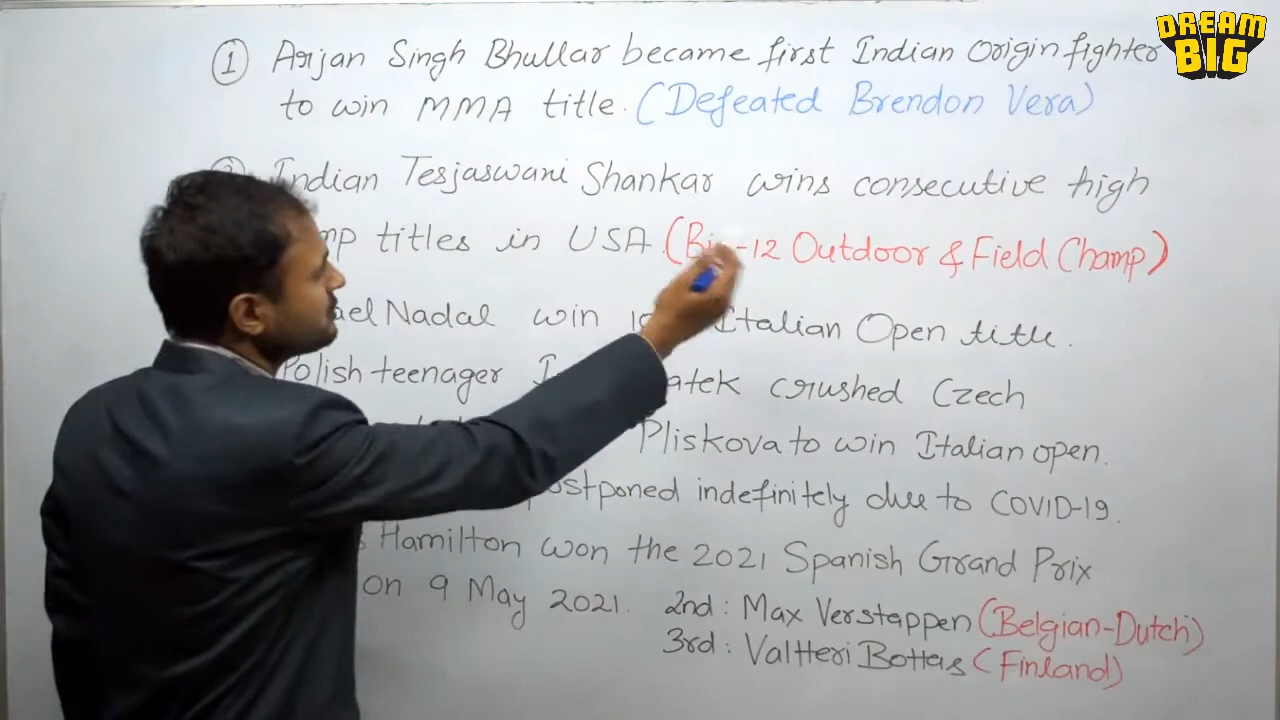 DREAM
BIG
① Arjan Singh Bhullar became first Indian Origin fighter
to win MMA title. (Defeated Brendon Vera)
Indian Tesjaswani Shankar wins consecutive high
titles in USA (Big-12 Outdoor & Field Champ)
Nadal win Italian Open title.
Polish teenager crushed Czech
Pliskova to win Italian open.
postponed indefinitely due to COVID-19.
Hamilton won the 2021 Spanish Grand Prix
on 9 May 2021. 2nd: Max Verstappen (Belgian-Dutch)
3rd: Valtteri Bottas (Finland)